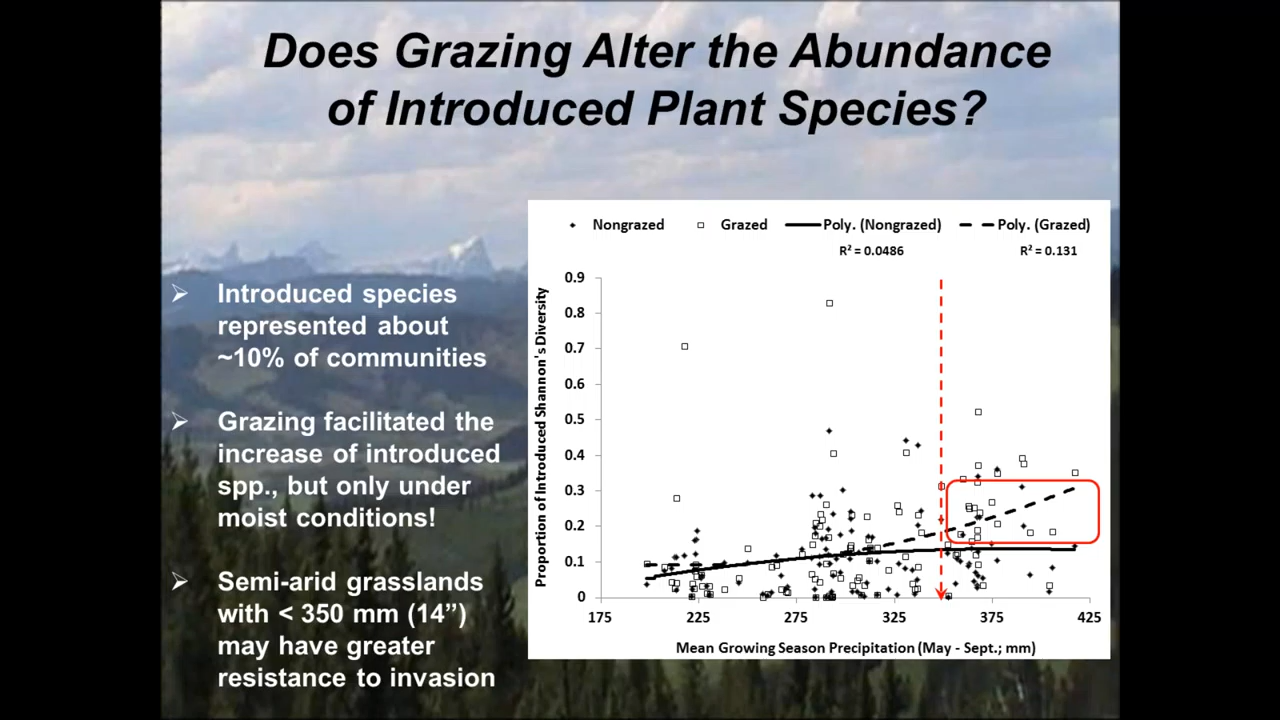 Does Grazing Alter the Abundance
of Introduced Plant Species?
➢ Introduced species
represented about
~10% of communities
➢ Grazing facilitated the
increase of introduced
spp., but only under
moist conditions!
➢ Semi-arid grasslands
with < 350 mm (14”)
may have greater
resistance to invasion
Nongrazed Grazed Poly. (Nongrazed) Poly. (Grazed)
R² = 0.0486 R² = 0.131
Proportion of Introduced Shannon's Diversity
0.9
0.8
0.7
0.6
0.5
0.4
0.3
0.2
0.1
0
175 225 275 325 375 425
Mean Growing Season Precipitation (May - Sept.; mm)